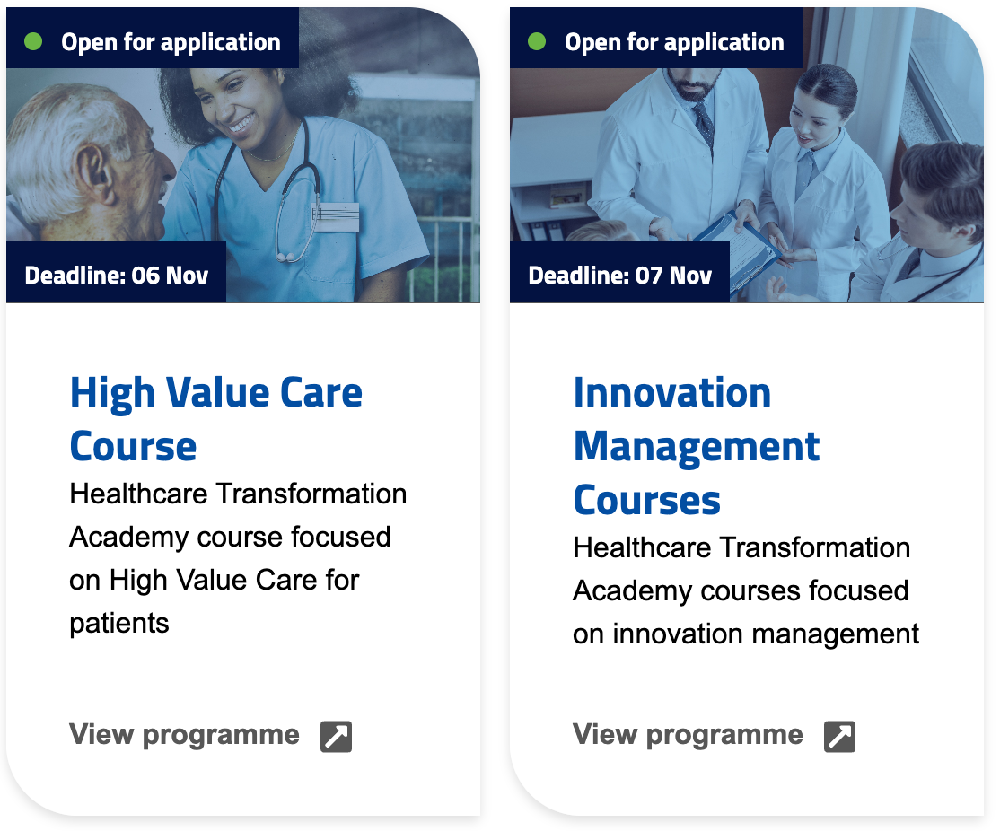 Open for application
Deadline: 06 Nov
High Value Care
Course
Healthcare Transformation
Academy course focused
on High Value Care for
patients
View programme
Open for application
Deadline: 07 Nov
Innovation
Management
Courses
Healthcare Transformation
Academy courses focused
on innovation management
View programme